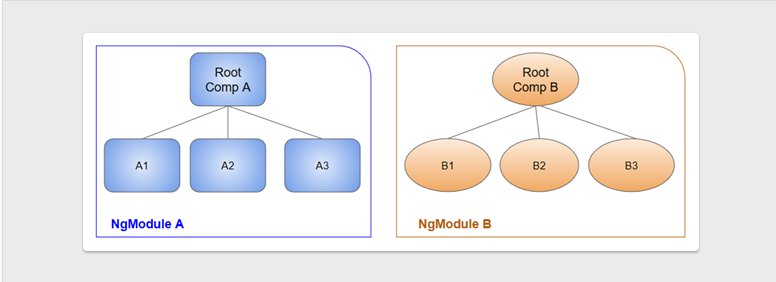 Root
Comp A
A1
A2
A3
NgModule A
Root
Comp B
B1
B2
B3
NgModule B